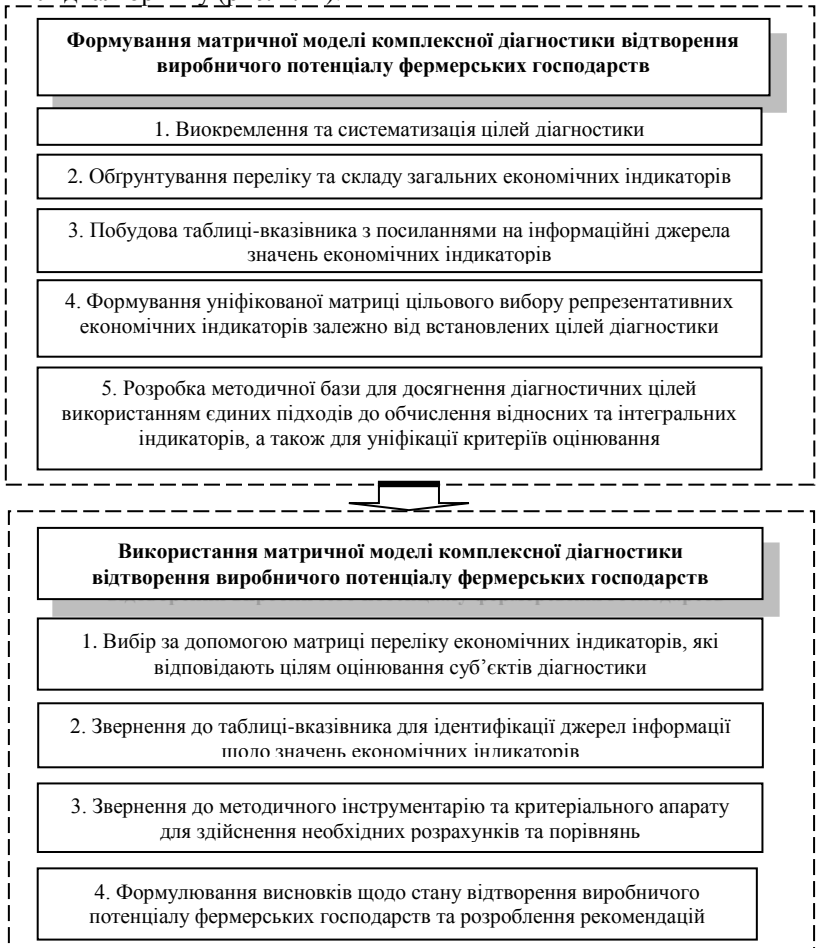 Формування матричної моделі комплексної діагностики відтворення
виробничого потенціалу фермерських господарств
1. Виокремлення та систематизація цілей діагностики
2. Обґрунтування переліку та складу загальних економічних індикаторів
3. Побудова таблиці-вказівника з посиланнями на інформаційні джерела
значень економічних індикаторів
4. Формування уніфікованої матриці цільового вибору репрезентативних
економічних індикаторів залежно від встановлених цілей діагностики
5. Розробка методичної бази для досягнення діагностичних цілей
використанням єдиних підходів до обчислення відносних та інтегральних
індикаторів, а також для уніфікації критеріїв оцінювання
Використання матричної моделі комплексної діагностики
відтворення виробничого потенціалу фермерських господарств
1. Вибір за допомогою матриці переліку економічних індикаторів, які
відповідають цілям оцінювання суб’єктів діагностики
2. Звернення до таблиці-вказівника для ідентифікації джерел інформації
щодо значень економічних індикаторів
3. Звернення до методичного інструментарію та критеріального апарату
для здійснення необхідних розрахунків та порівнянь
4. Формулювання висновків щодо стану відтворення виробничого
потенціалу фермерських господарств та розроблення рекомендацій